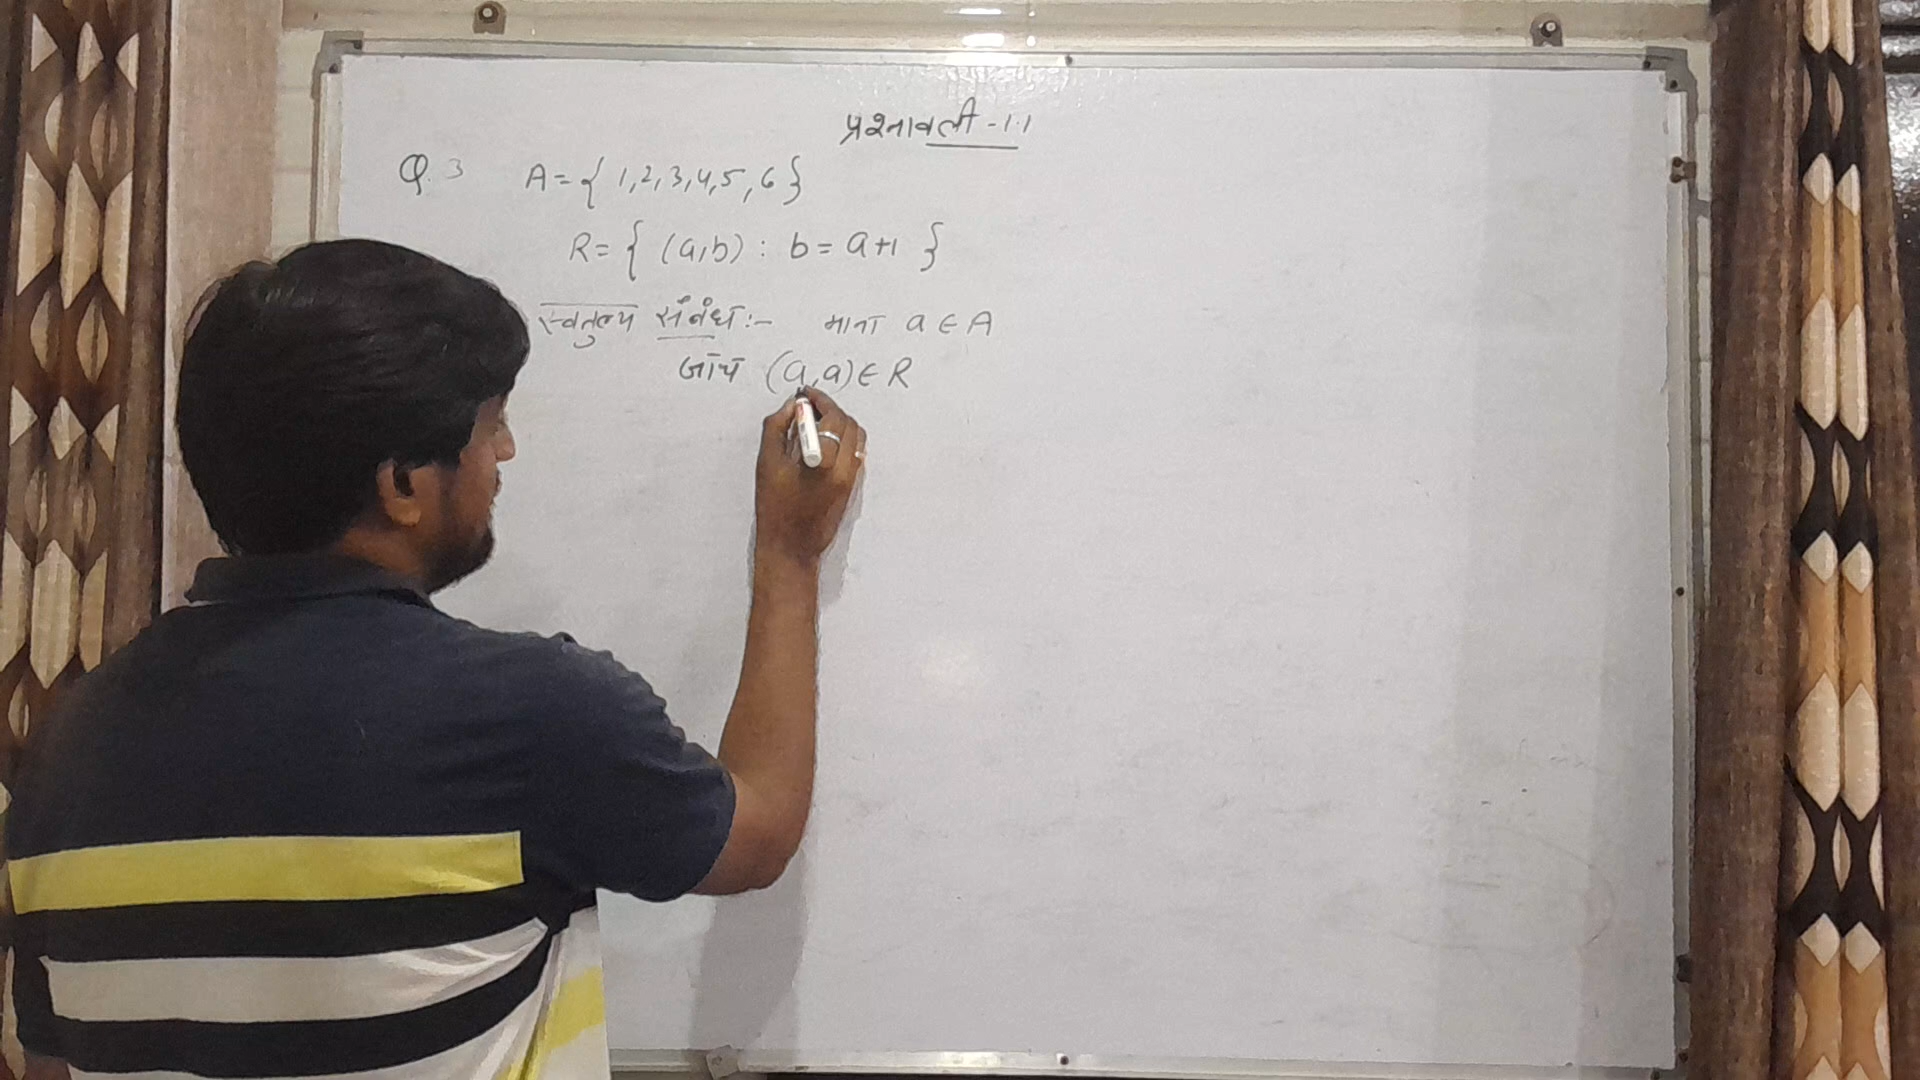 प्रश्नावली - 1.1
Q. 3 A = { 1,2,3,4,5,6 }
R = { (a,b) : b = a+1 }
स्वतुल्य संबंध :- माना a ∈ A
जांच (a,a) ∈ R